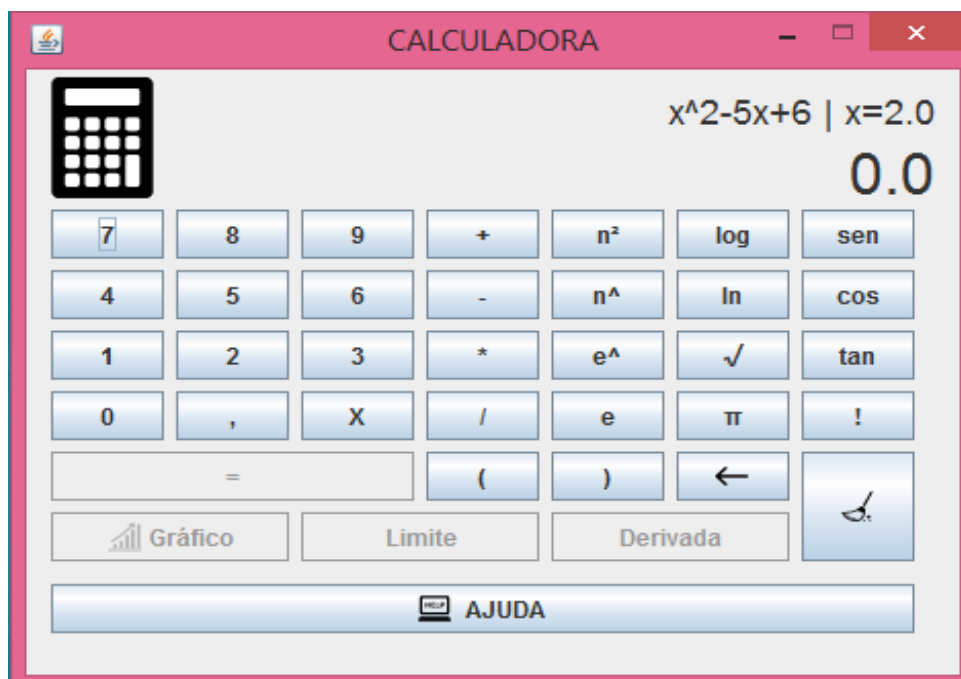 CALCULADORA
x^2-5x+6 | x=2.0
0.0
7 8 9 + n² log sen
4 5 6 - n^ ln cos
1 2 3 * e^ √ tan
0 , X / e π !
= ( ) ←
Gráfico Limite Derivada
HELP AJUDA